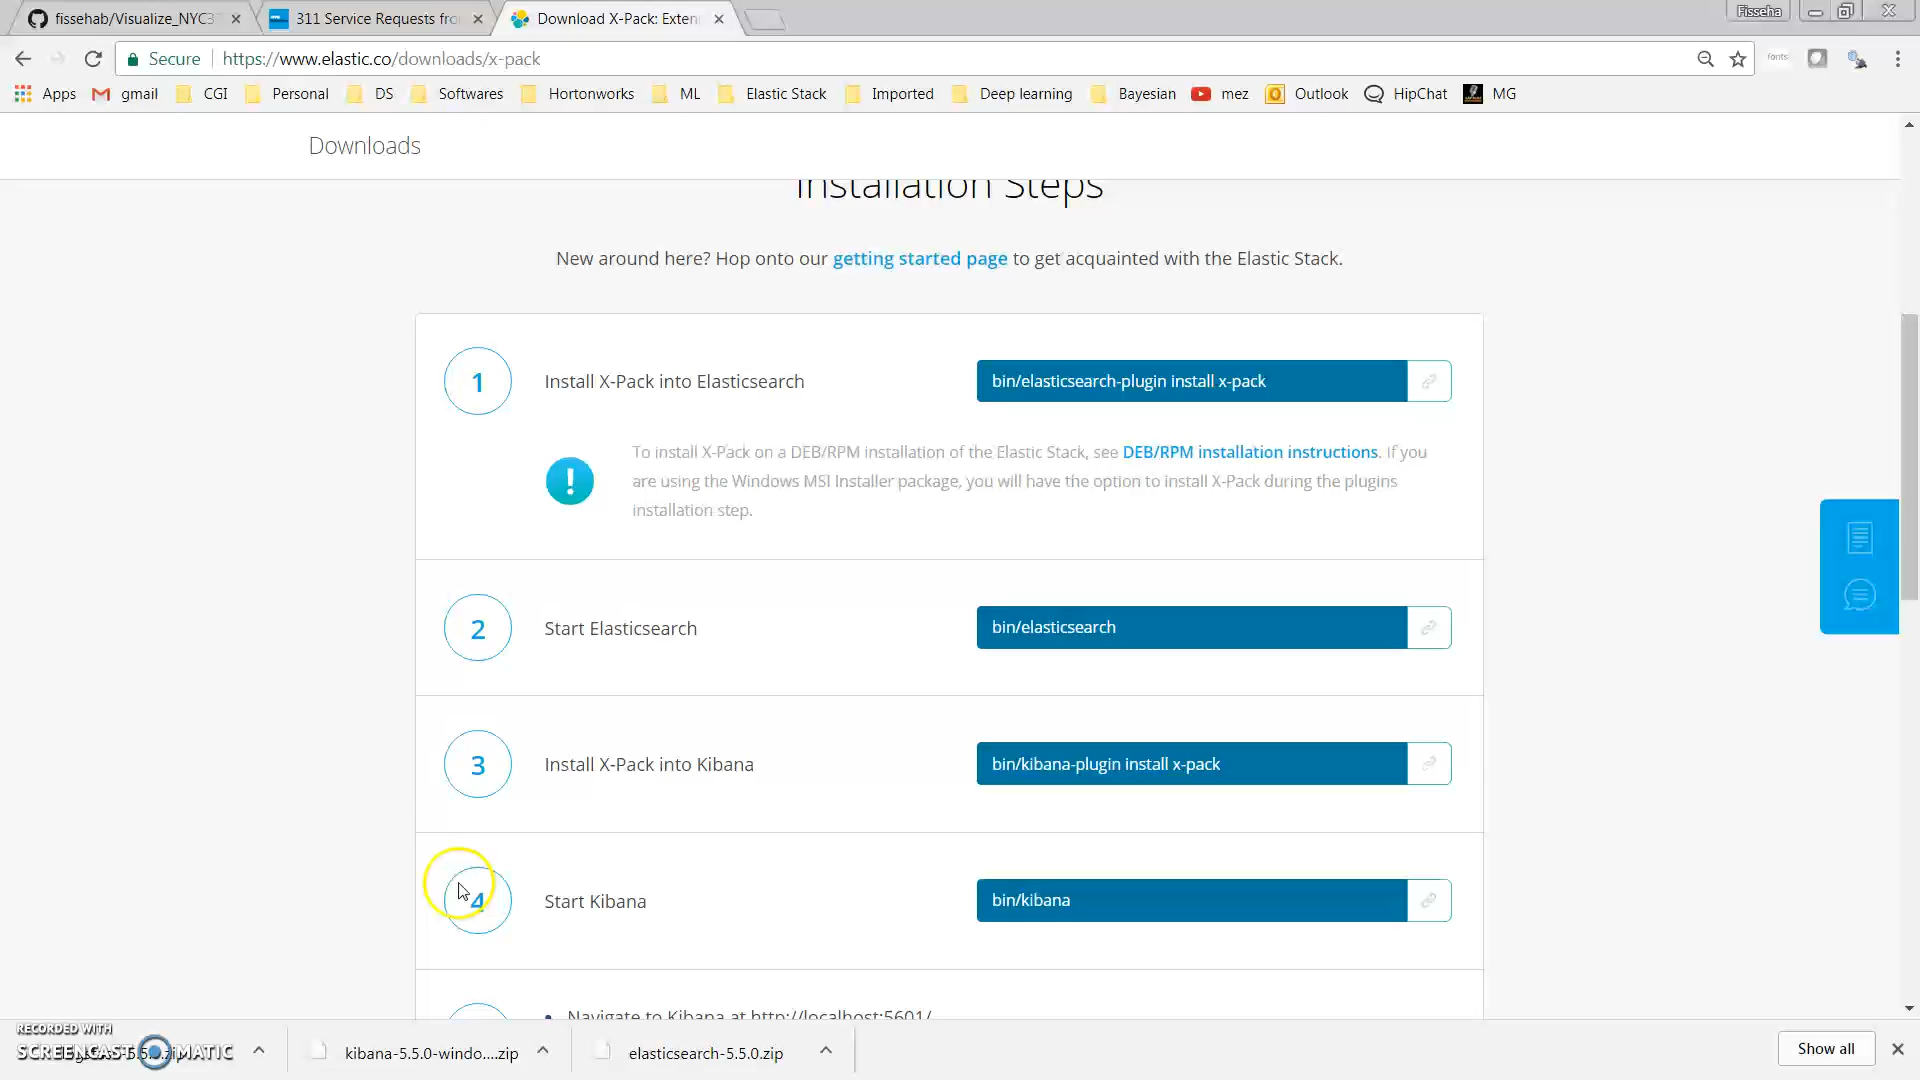 fissehab/Visualize_NYC3
311 Service Requests fro
Download X-Pack: Exten
Fisseha
Secure
https://www.elastic.co/downloads/x-pack
fonts
Apps
gmail
CGI
Personal
DS
Softwares
Hortonworks
ML
Elastic Stack
Imported
Deep learning
Bayesian
mez
Outlook
HipChat
MG
Downloads
Installation Steps
New around here? Hop onto our getting started page to get acquainted with the Elastic Stack.
1
Install X-Pack into Elasticsearch
bin/elasticsearch-plugin install x-pack
!
To install X-Pack on a DEB/RPM installation of the Elastic Stack, see DEB/RPM installation instructions. If you
are using the Windows MSI Installer package, you will have the option to install X-Pack during the plugins
installation step.
2
Start Elasticsearch
bin/elasticsearch
3
Install X-Pack into Kibana
bin/kibana-plugin install x-pack
4
Start Kibana
bin/kibana
Navigate to Kibana at http://localhost:5601/
RECORDED WITH
SCREENCAST MATIC
kibana-5.5.0-windo....zip
elasticsearch-5.5.0.zip
Show all